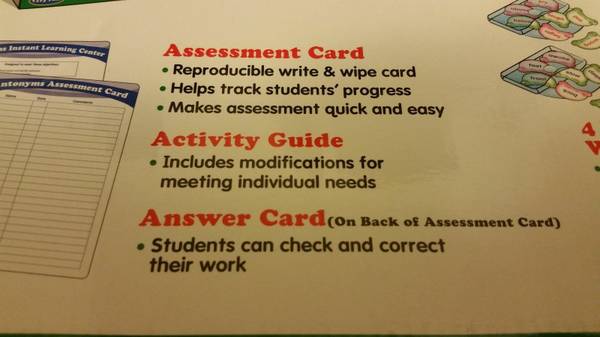 ns Instant Learning Center
ntonyms Assessment Card
Name Date Comments
Assessment Card
• Reproducible write & wipe card
• Helps track students' progress
• Makes assessment quick and easy
Activity Guide
• Includes modifications for
meeting individual needs
Answer Card (On Back of Assessment Card)
• Students can check and correct
their work
4
W